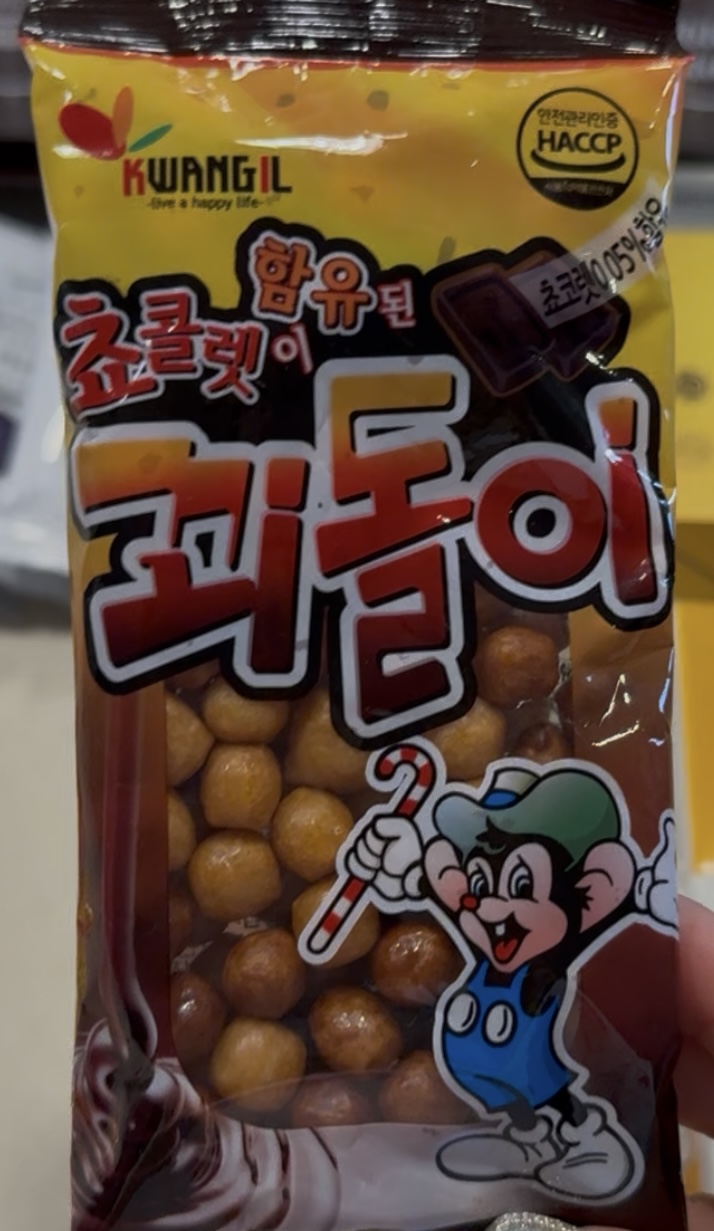 KWANGIL
-live a happy life-
안전관리인증
HACCP
초코렛0.05%함유
함유된
쵸콜렛이
꾀돌이